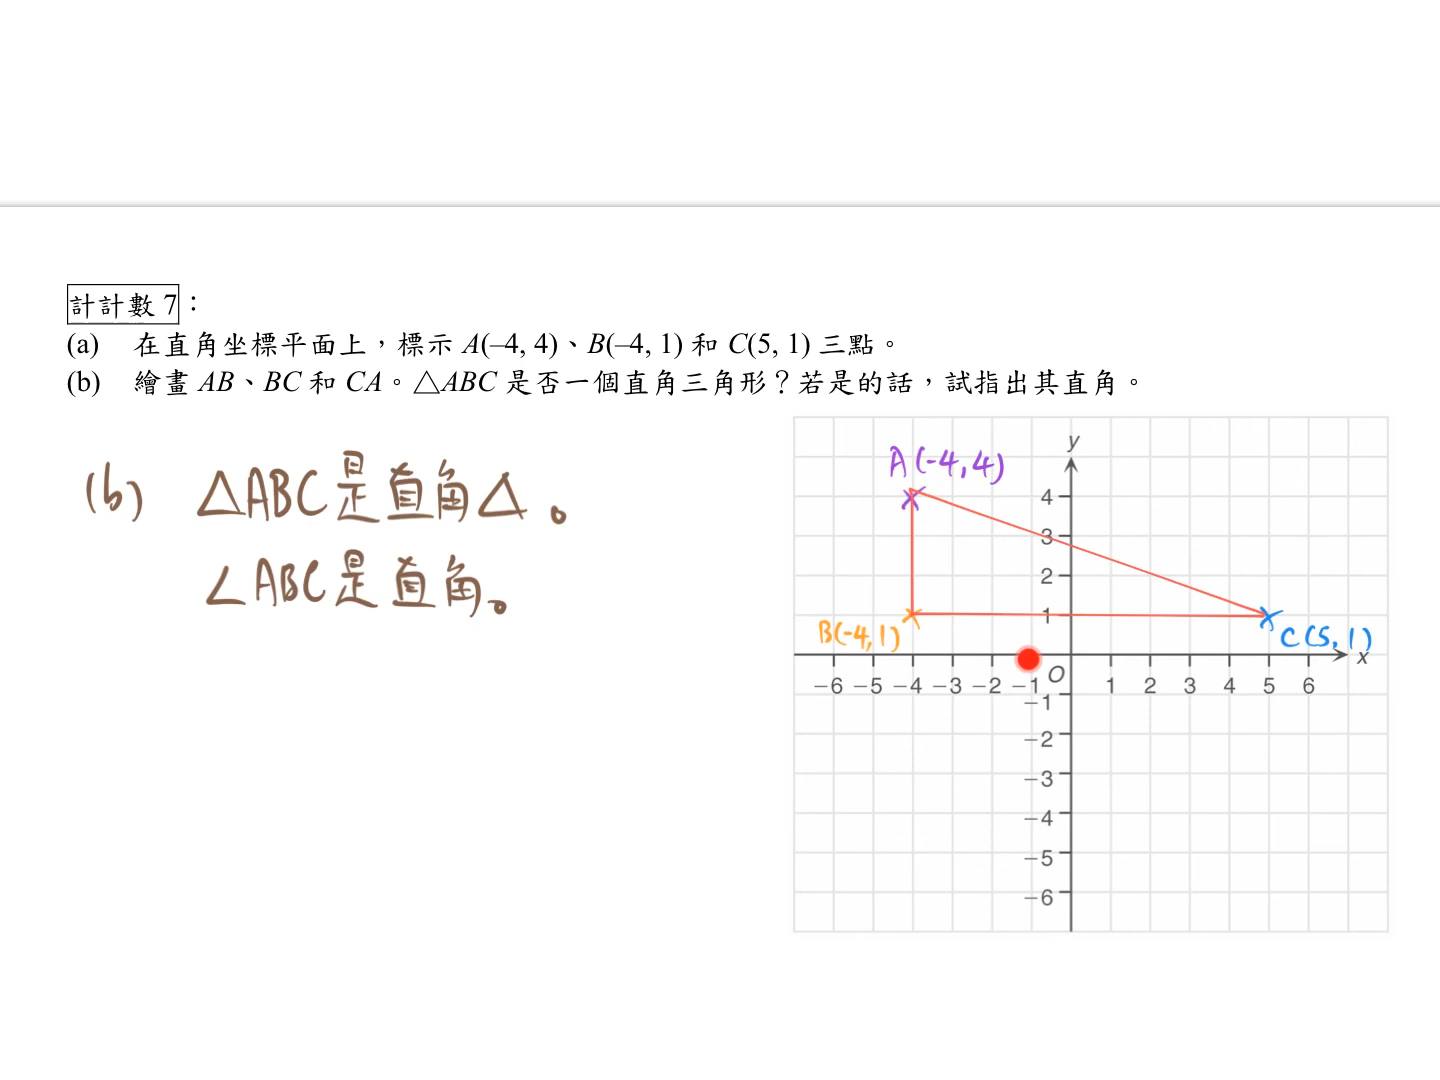 計計數 7：
(a) 在直角坐標平面上，標示 A(–4, 4)、B(–4, 1) 和 C(5, 1) 三點。
(b) 繪畫 AB、BC 和 CA。△ABC 是否一個直角三角形？若是的話，試指出其直角。
(b) △ABC是直角△。
∠ABC是直角。
y
A(-4,4)
4
3
2
1
B(-4,1)
C(5,1)
x
O
−6 −5 −4 −3 −2 −1 1 2 3 4 5 6
−1
−2
−3
−4
−5
−6